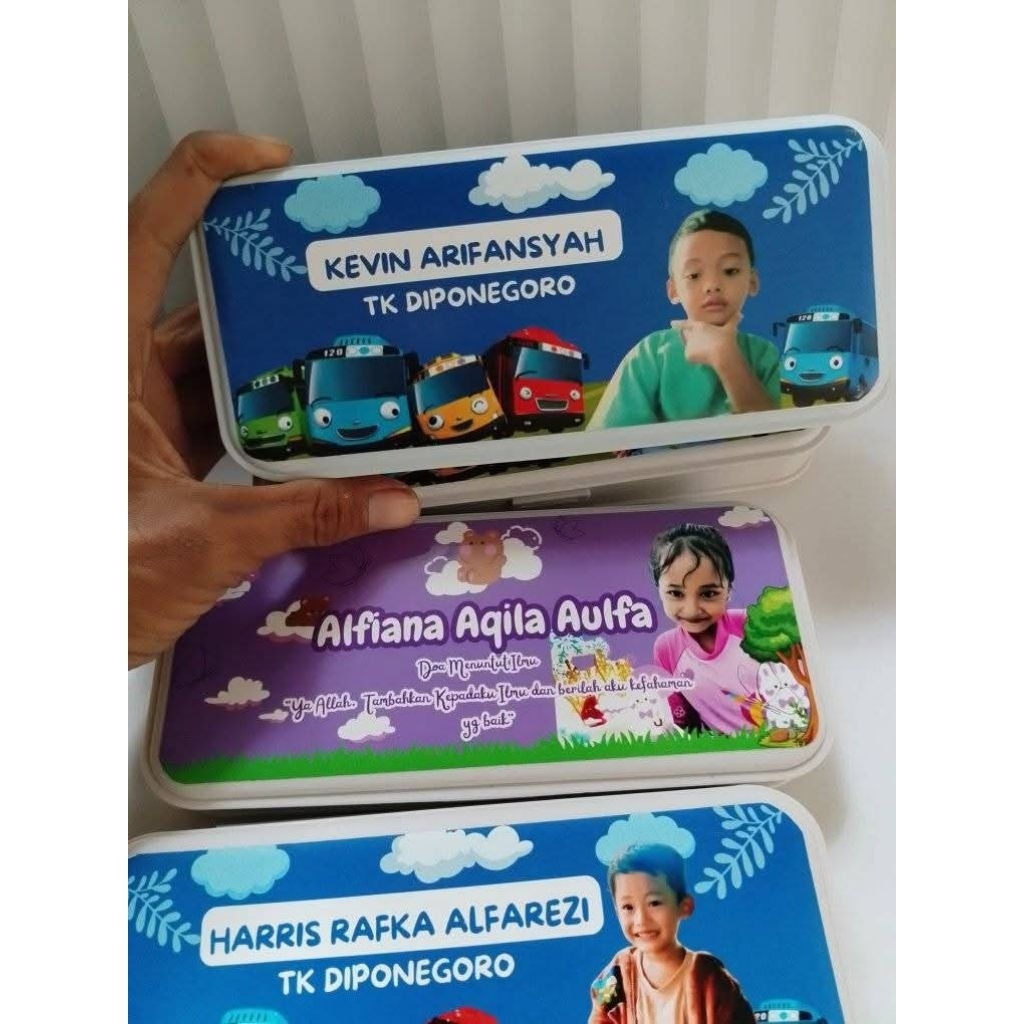 KEVIN ARIFANSYAH
TK DIPONEGORO
120
120
Alfiana Aqila Aulfa
Doa Menuntut Ilmu
"Ya Allah, Tambahkan Kepadaku Ilmu dan berilah aku kefahaman
yg baik"
HARRIS RAFKA ALFAREZI
TK DIPONEGORO